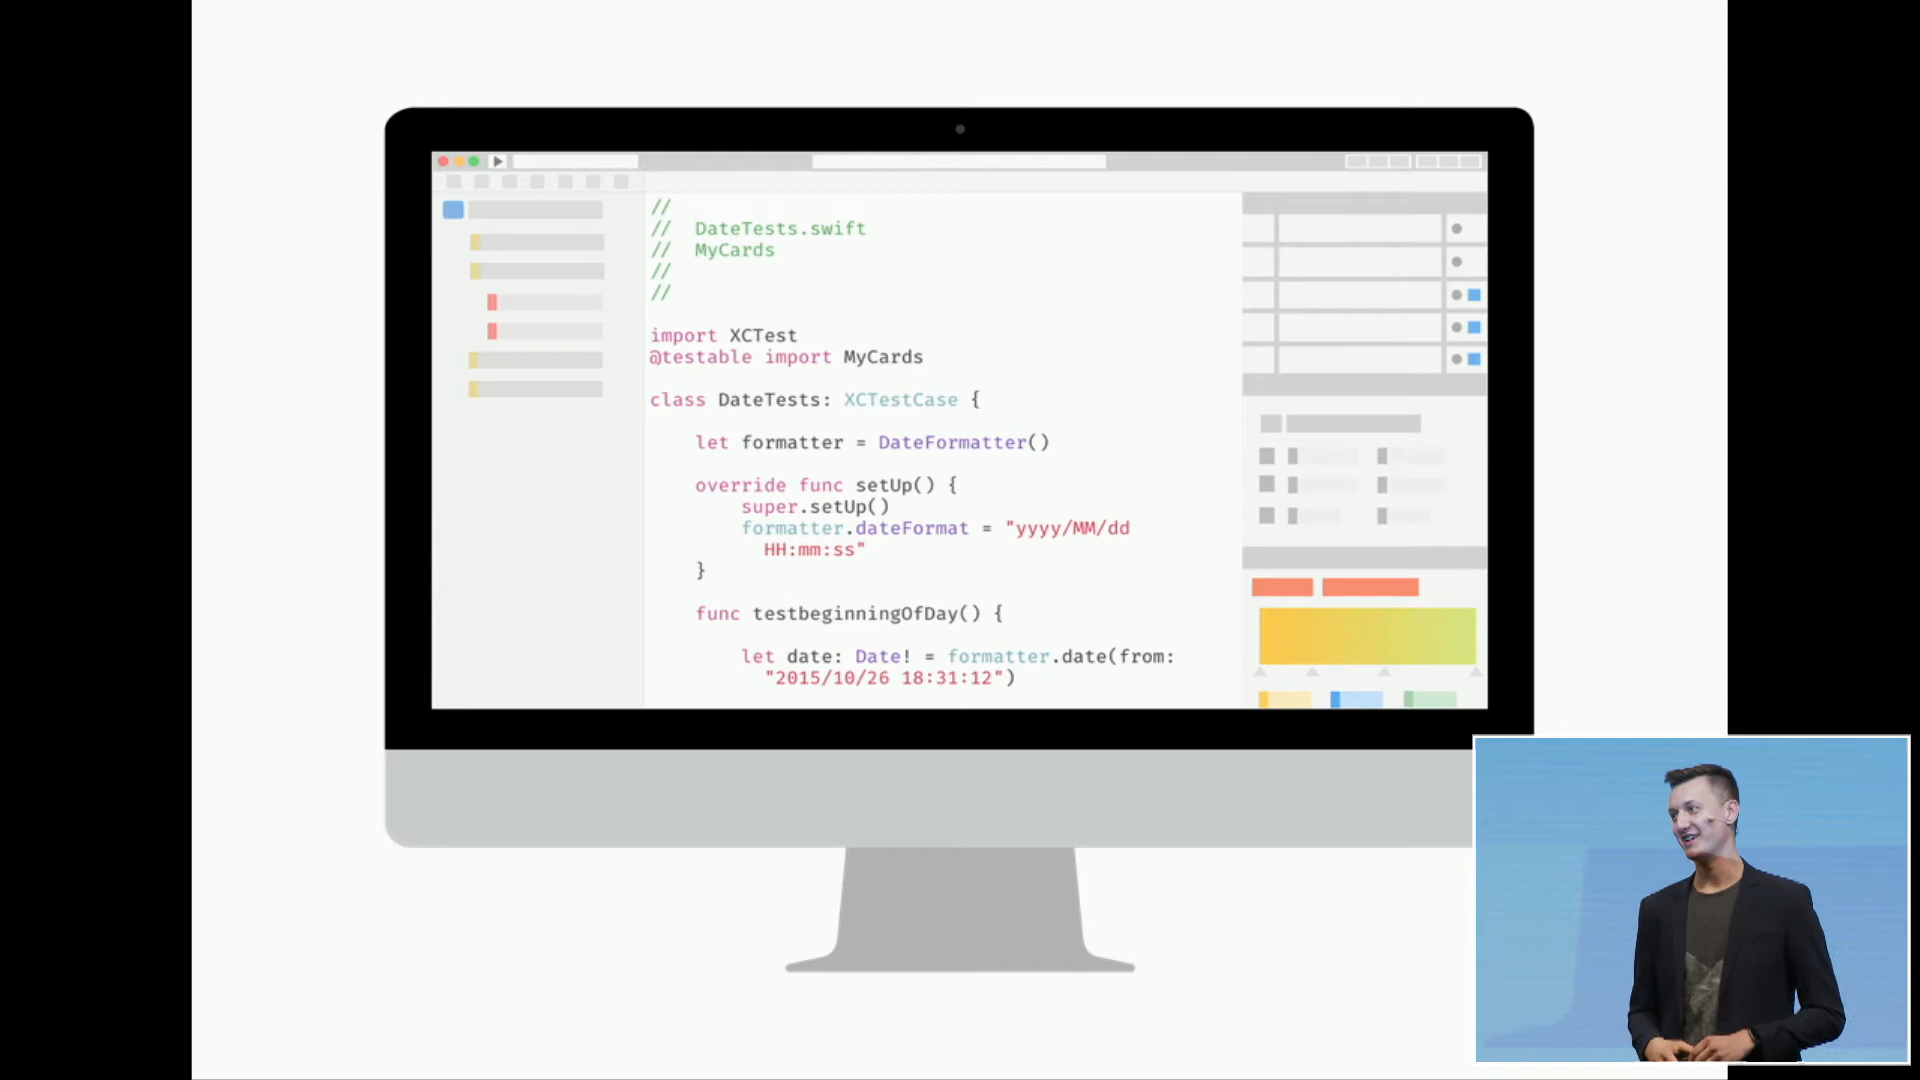 //
//  DateTests.swift
//  MyCards
//
//
import XCTest
@testable import MyCards
class DateTests: XCTestCase {
let formatter = DateFormatter()
override func setUp() {
super.setUp()
formatter.dateFormat = "yyyy/MM/dd
HH:mm:ss"
}
func testbeginningOfDay() {
let date: Date! = formatter.date(from:
"2015/10/26 18:31:12")